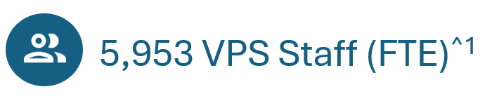 5,953 VPS Staff (FTE)^1